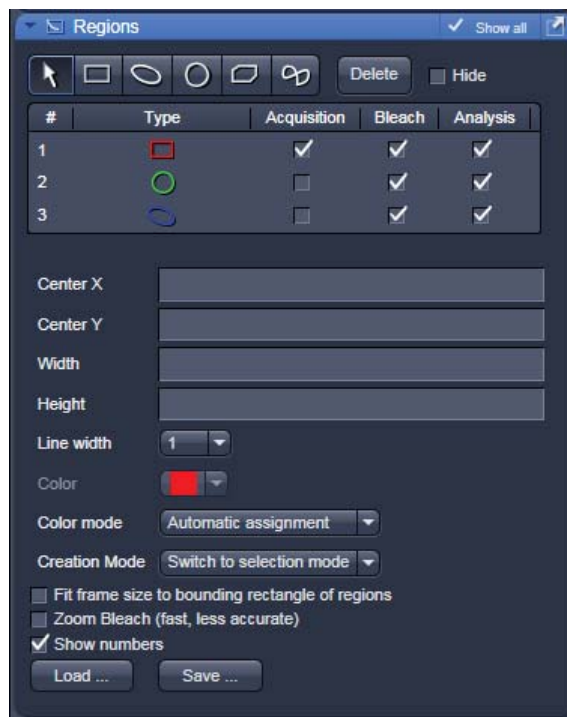 Regions Show all
Delete Hide
# Type Acquisition Bleach Analysis
1
2
3
Center X
Center Y
Width
Height
Line width 1
Color
Color mode Automatic assignment
Creation Mode Switch to selection mode
Fit frame size to bounding rectangle of regions
Zoom Bleach (fast, less accurate)
Show numbers
Load ... Save ...